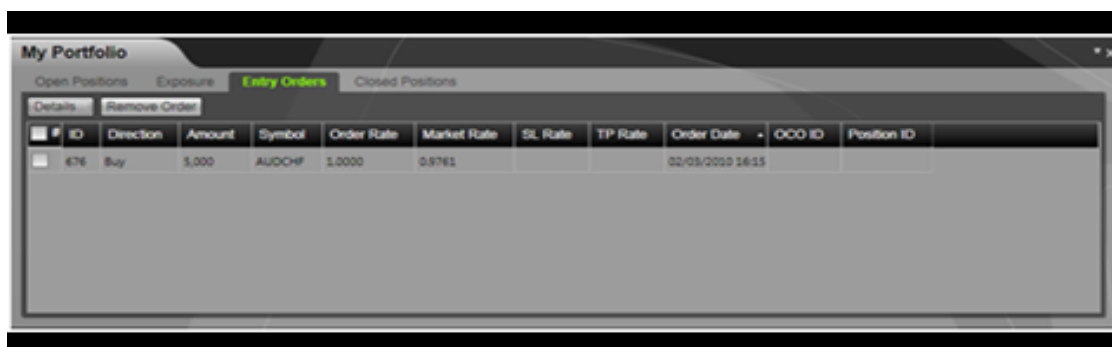 My Portfolio
Open Positions Exposure Entry Orders Closed Positions
Details Remove Order
# ID Direction Amount Symbol Order Rate Market Rate SL Rate TP Rate Order Date OCO ID Position ID
676 Buy 5,000 AUDCHF 1.0000 0.9761 02/03/2010 16:15